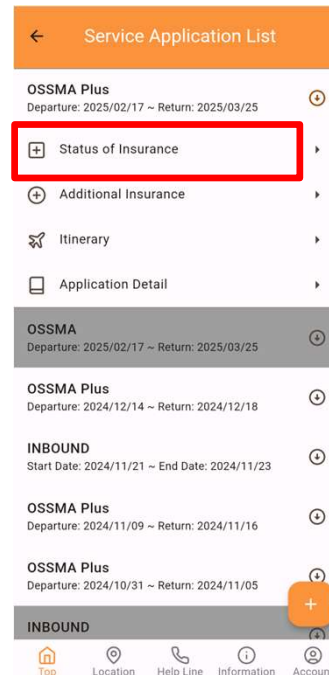 Service Application List
OSSMA Plus
Departure: 2025/02/17 ~ Return: 2025/03/25
Status of Insurance
Additional Insurance
Itinerary
Application Detail
OSSMA
Departure: 2025/02/17 ~ Return: 2025/03/25
OSSMA Plus
Departure: 2024/12/14 ~ Return: 2024/12/18
INBOUND
Start Date: 2024/11/21 ~ End Date: 2024/11/23
OSSMA Plus
Departure: 2024/11/09 ~ Return: 2024/11/16
OSSMA Plus
Departure: 2024/10/31 ~ Return: 2024/11/05
INBOUND
Top Location Help Line Information Accoun